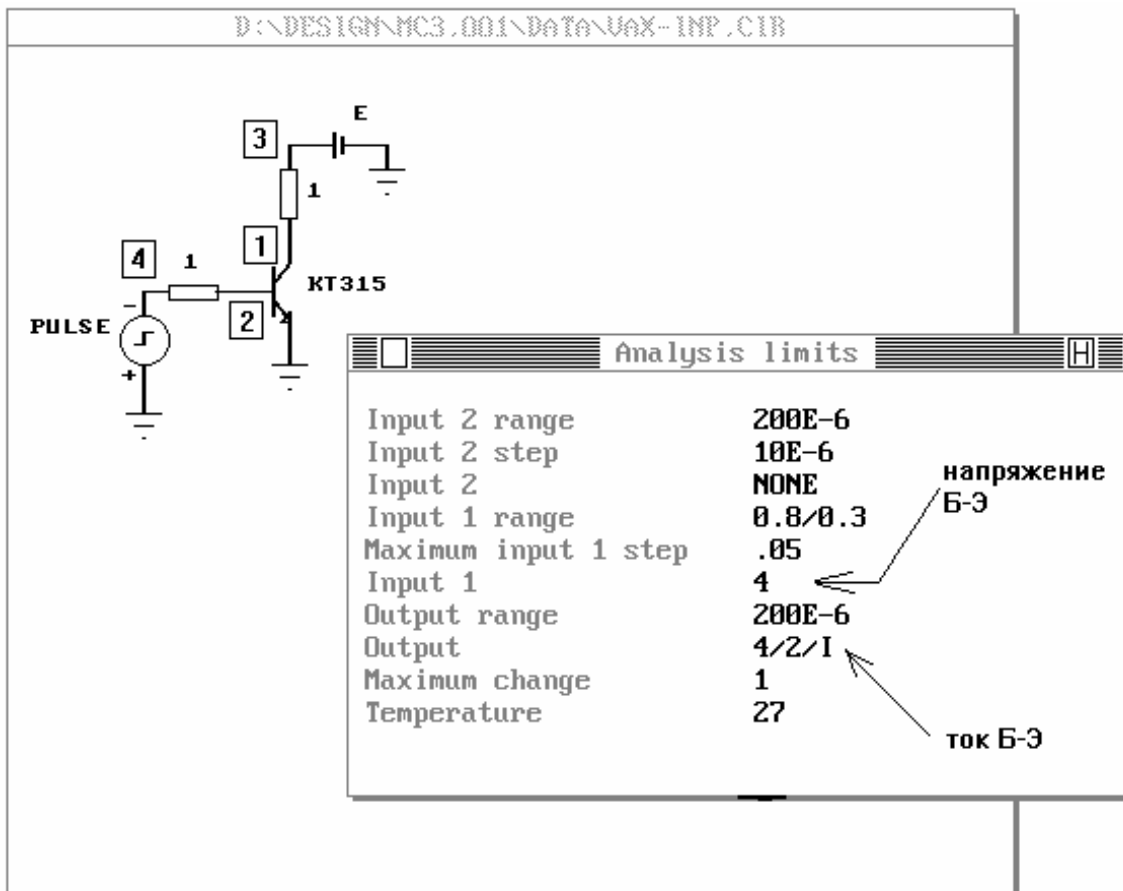 D:\DESIGN\MC3.001\DATA\VAX-INP.CIR
E
3
1
1
4
1
KT315
2
PULSE
-
+
Analysis limits
H
Input 2 range 200E-6
Input 2 step 10E-6
Input 2 NONE
Input 1 range 0.8/0.3
Maximum input 1 step .05
Input 1 4
Output range 200E-6
Output 4/2/I
Maximum change 1
Temperature 27
напряжение
Б-Э
ток Б-Э